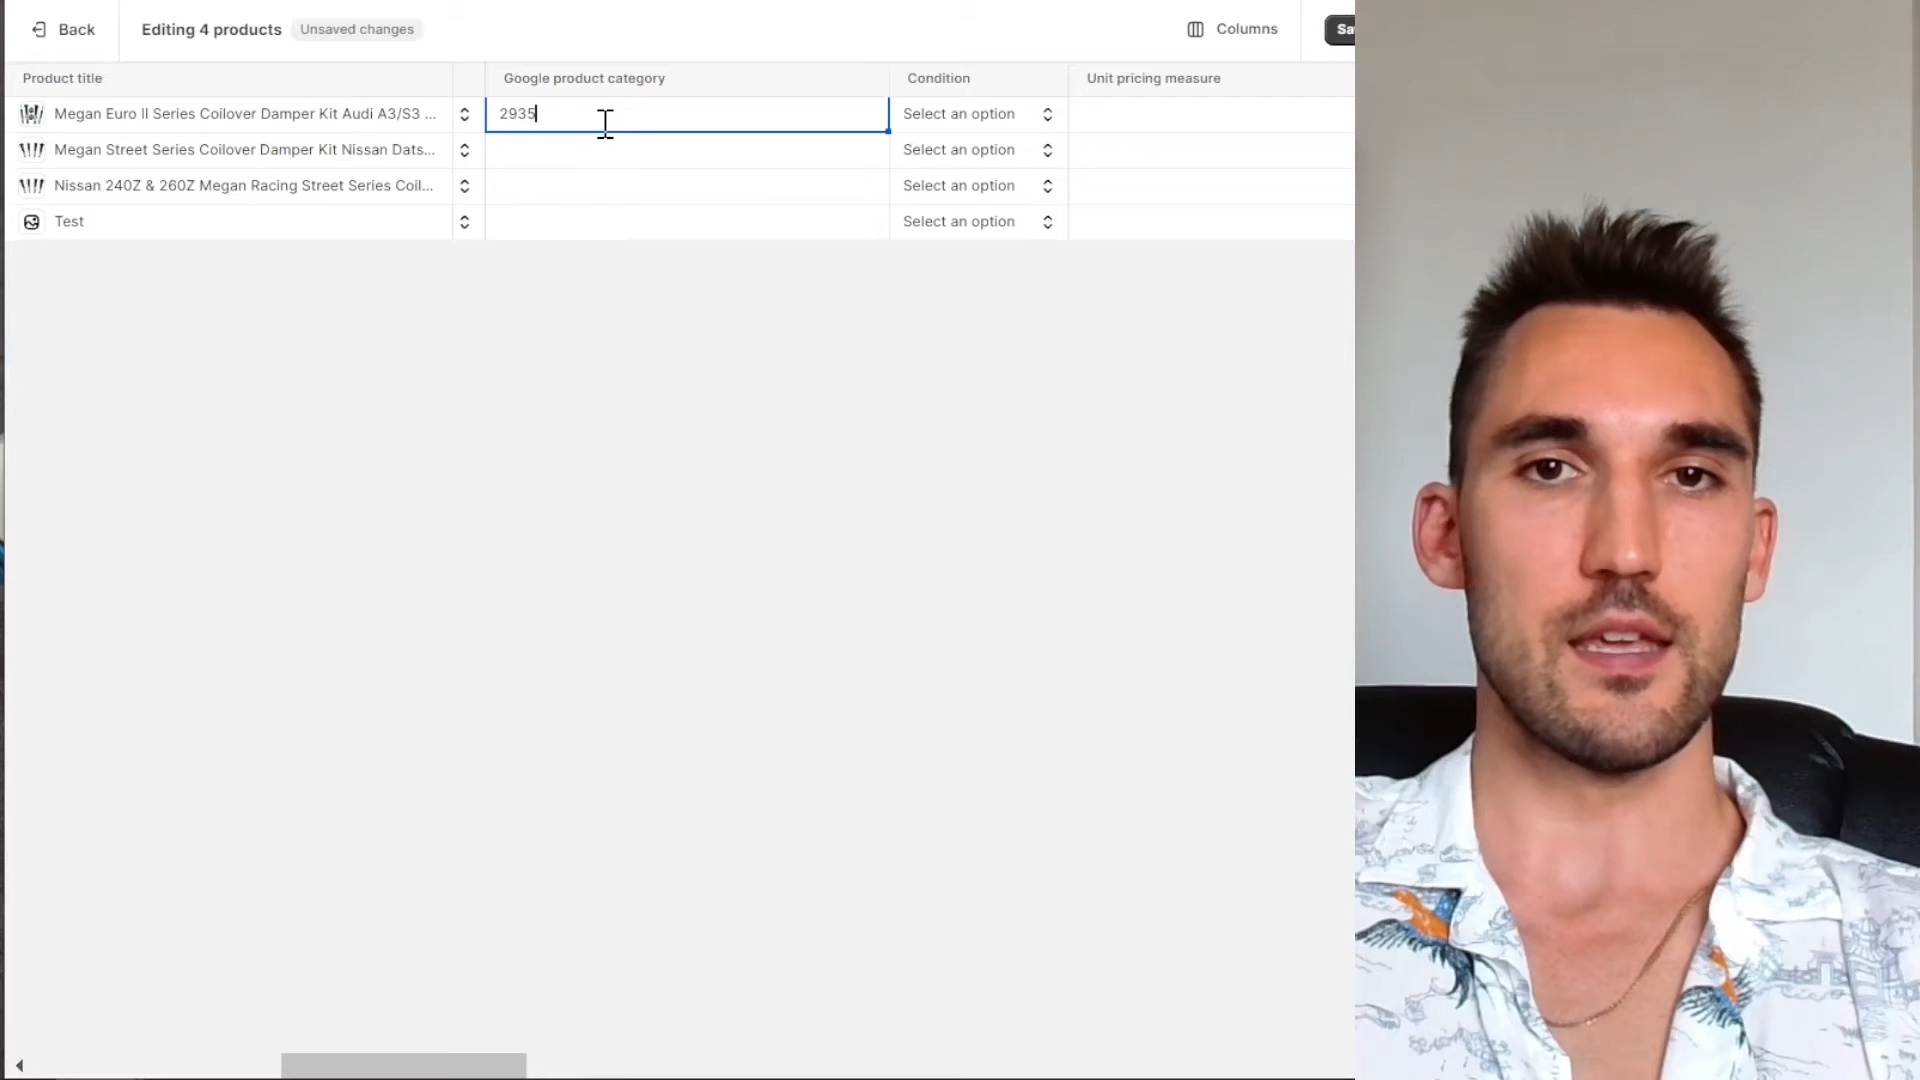 Back
Editing 4 products
Unsaved changes
Columns
Sa
Product title
Google product category
Condition
Unit pricing measure
Megan Euro II Series Coilover Damper Kit Audi A3/S3 ...
2935
Select an option
Megan Street Series Coilover Damper Kit Nissan Dats...
Select an option
Nissan 240Z & 260Z Megan Racing Street Series Coil...
Select an option
Test
Select an option